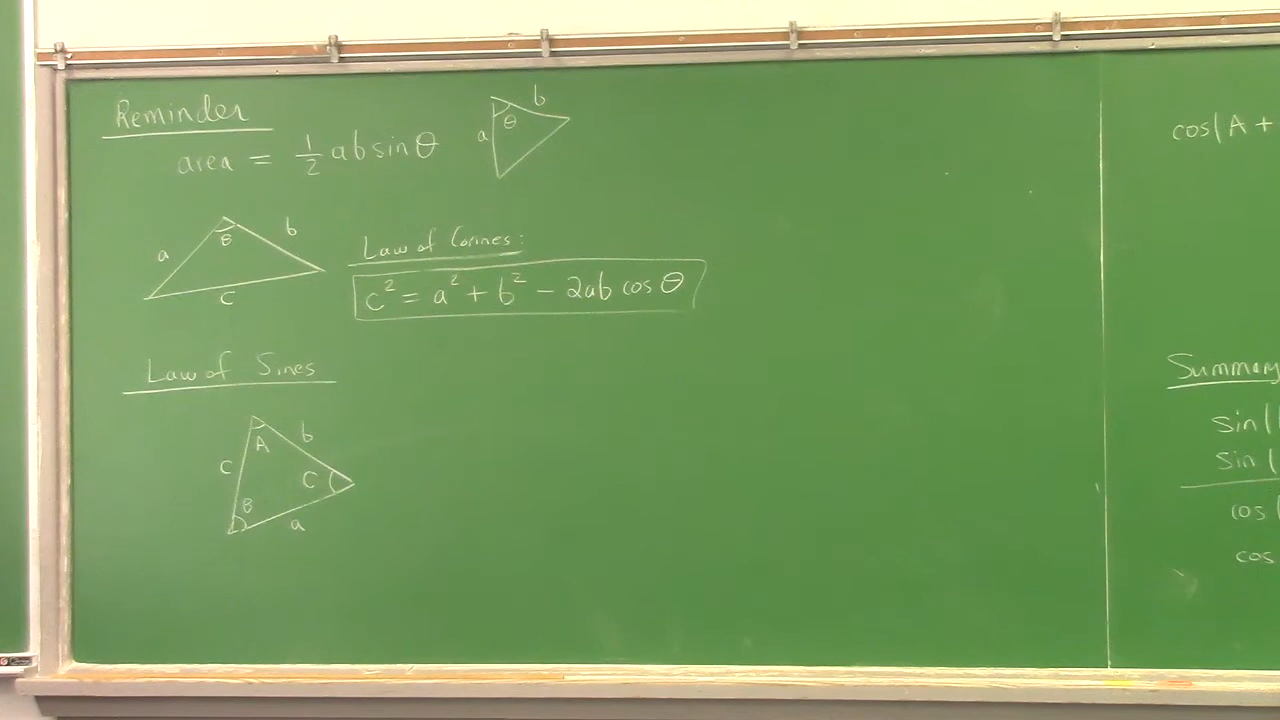 Reminder
area = 1/2 ab sin θ
a θ b
a θ b
c
Law of Cosines:
c² = a² + b² - 2ab cos θ
Law of Sines
A b
c C
B a
cos(A +
Summary
sin(
sin(
cos(
cos